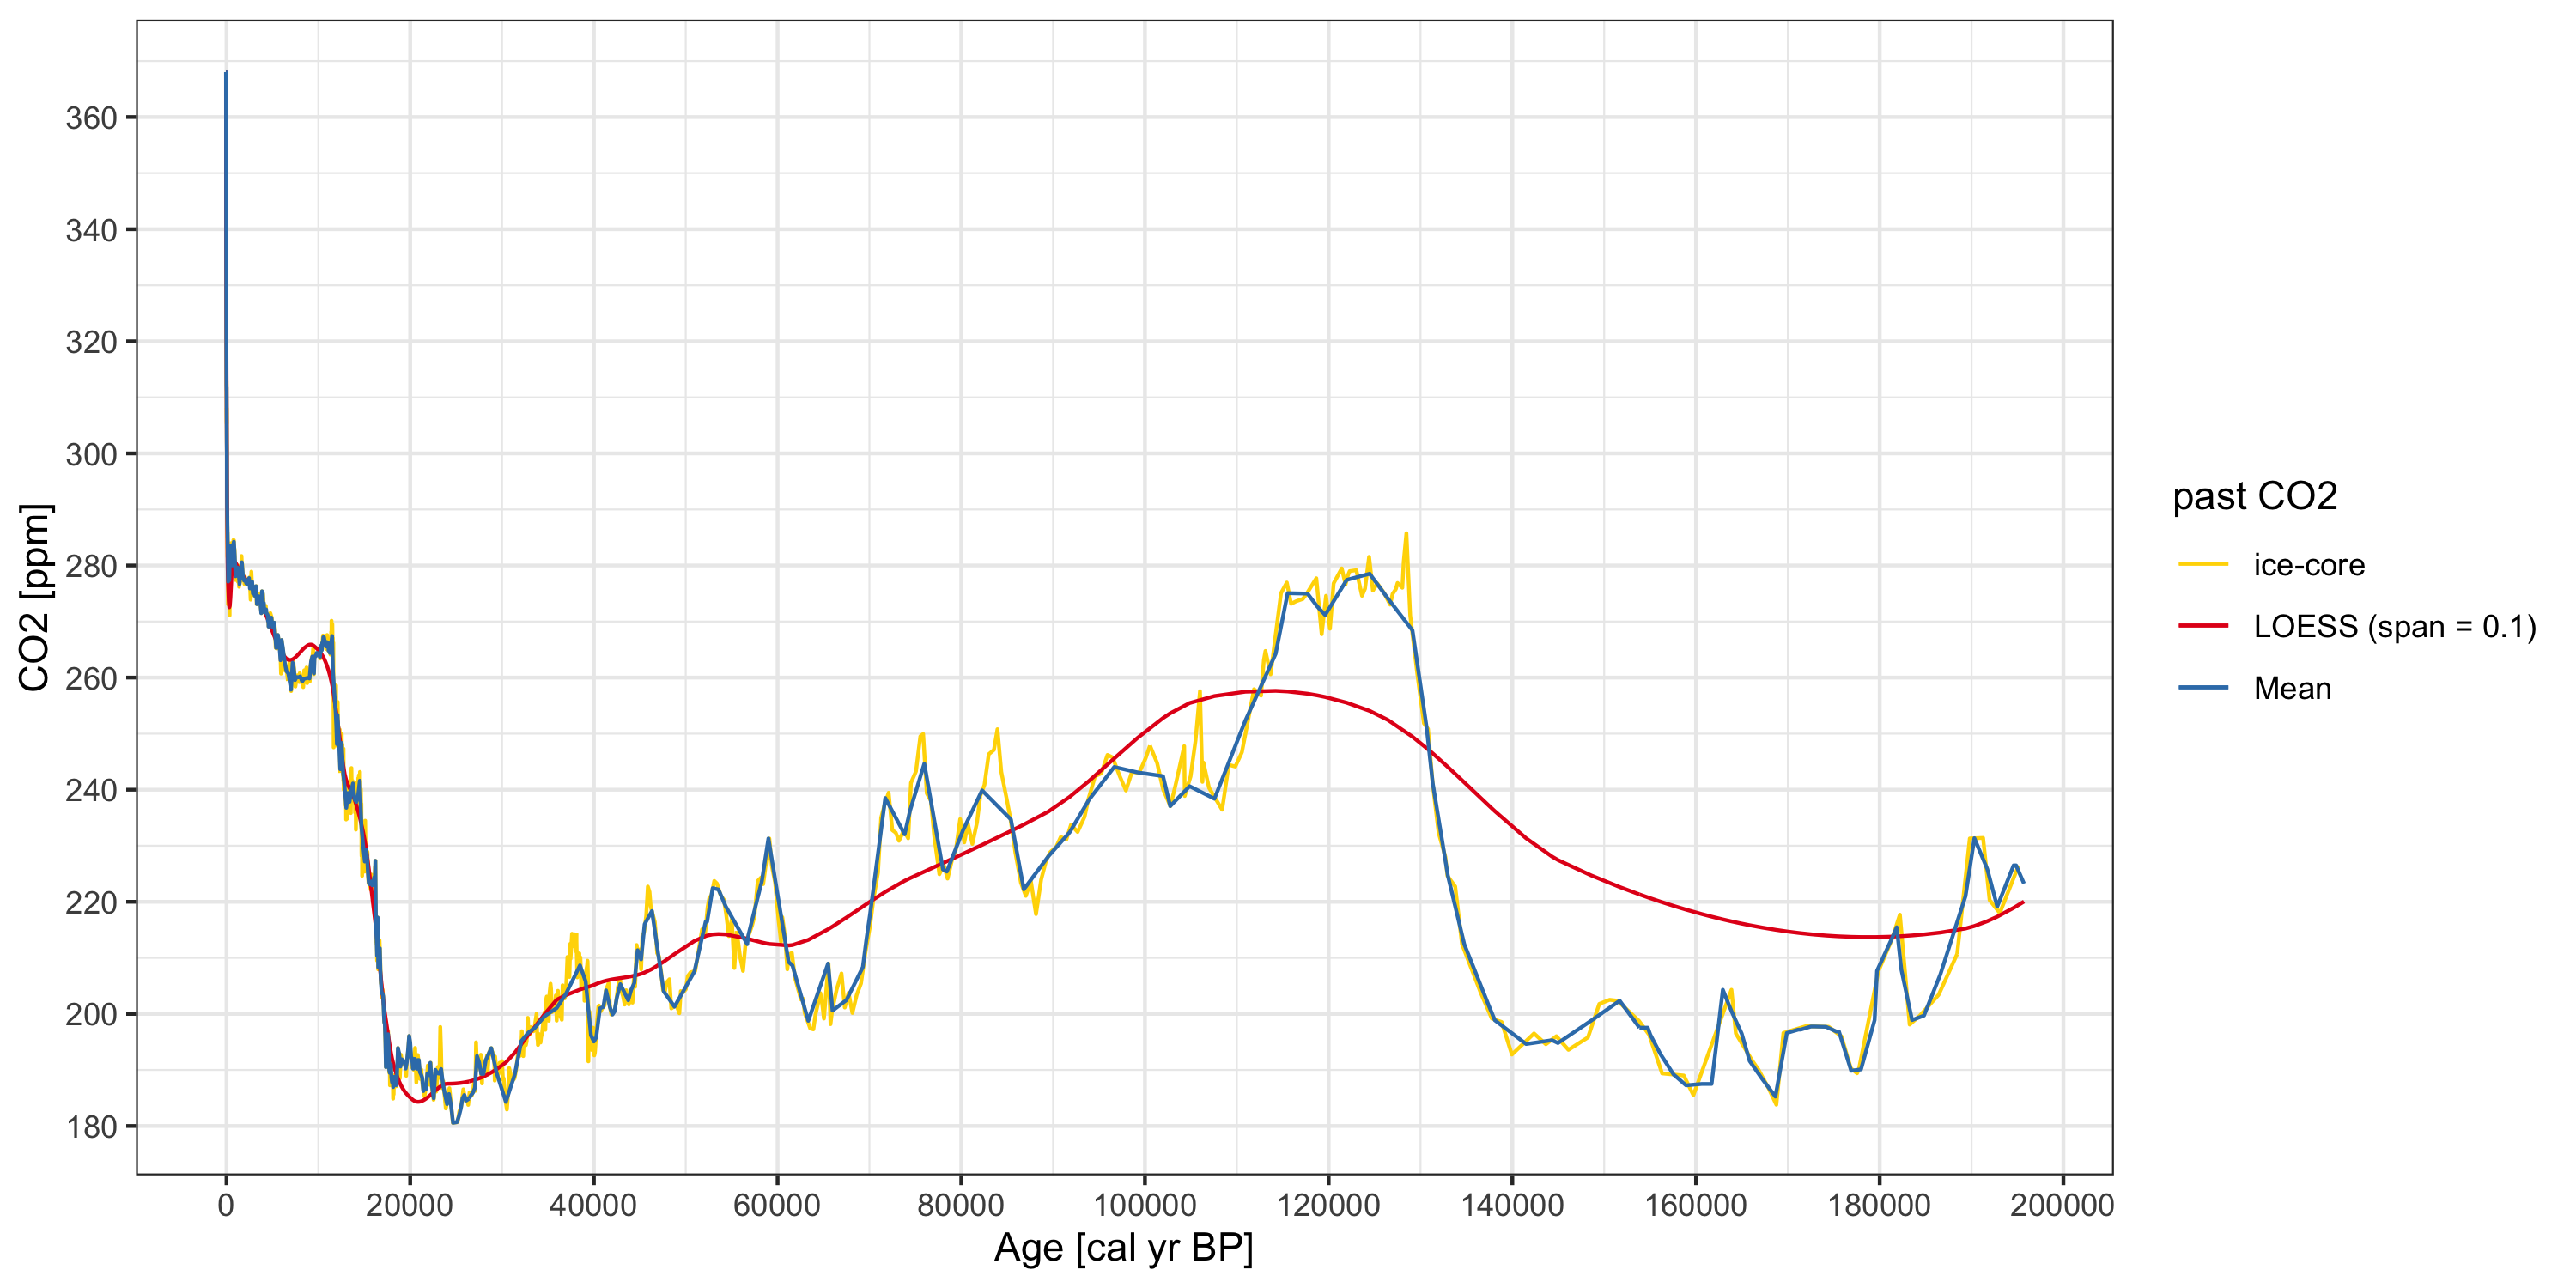 360
340
320
300
280
260
240
220
200
180
CO2 [ppm]
0 20000 40000 60000 80000 100000 120000 140000 160000 180000 200000
Age [cal yr BP]
past CO2
ice-core
LOESS (span = 0.1)
Mean